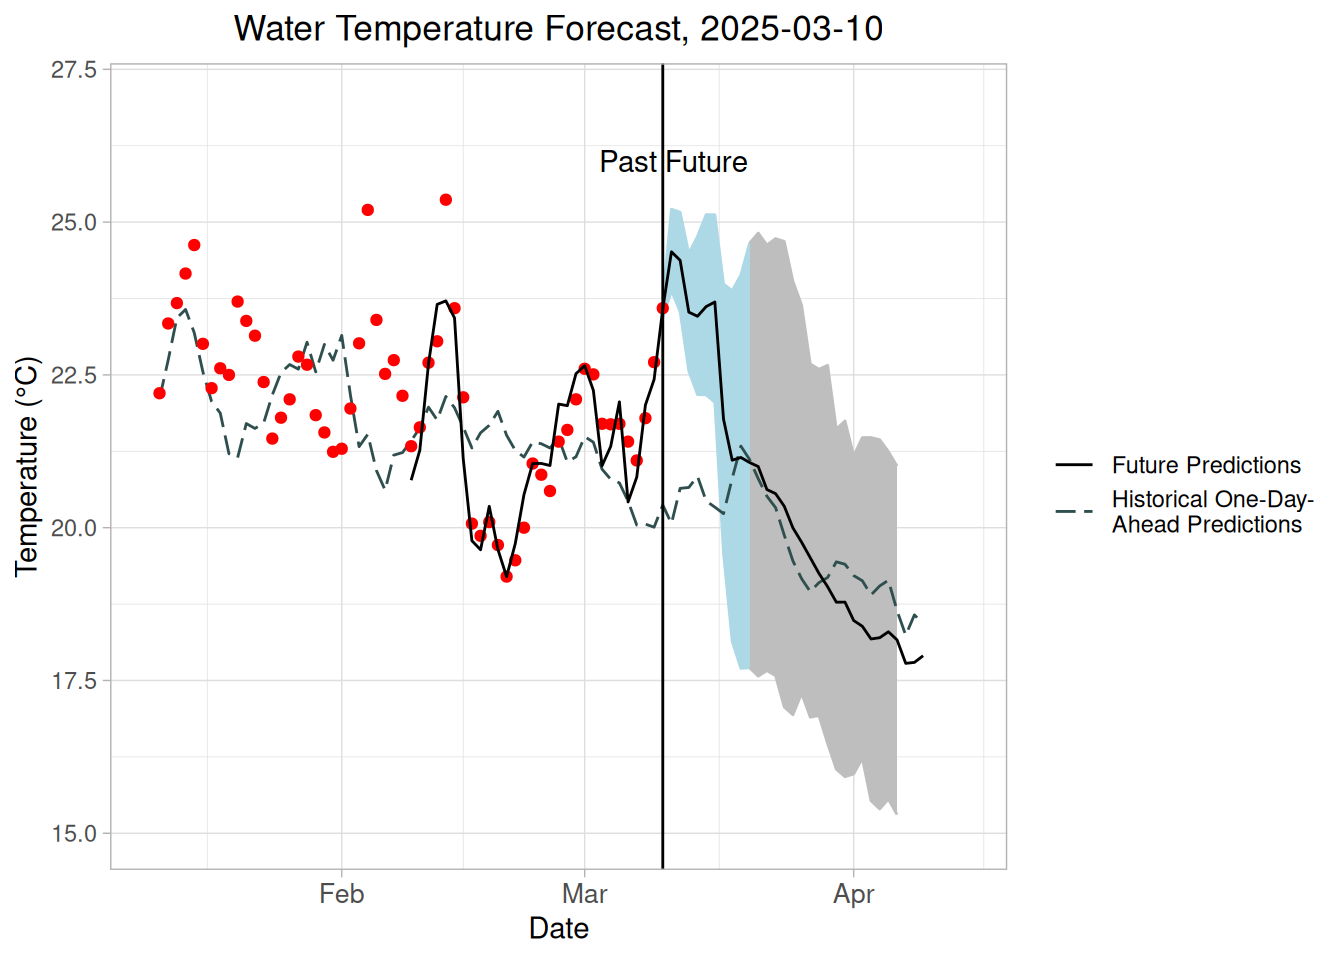 Water Temperature Forecast, 2025-03-10
27.5
25.0
22.5
20.0
17.5
15.0
Temperature (°C)
Past Future
Feb
Mar
Apr
Date
Future Predictions
Historical One-Day-
Ahead Predictions